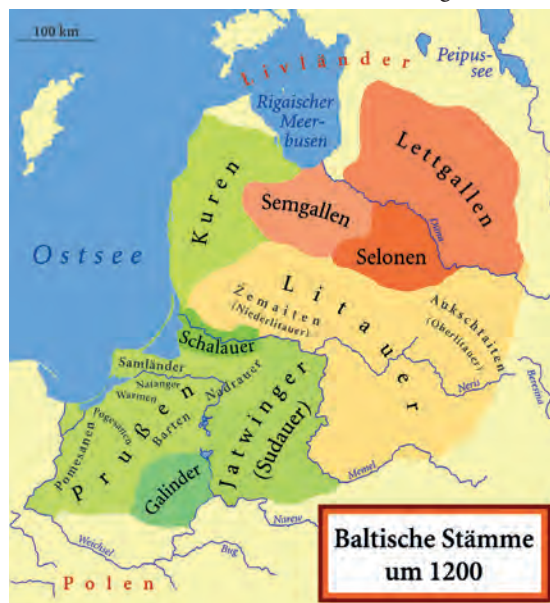 100 km
Livländer
Peipus-
see
Rigaischer
Meer-
busen
Lettgallen
Kuren
Semgallen
Düna
Ostsee
Selonen
Litauer
Žemaiten
(Niederlitauer)
Aukschtaiten
(Oberlitauer)
Schalauer
Samländer
Natanger
Warmen
Nadrauer
Neris
Beresina
Pogesanen
Barten
Pomesanen
Prußen
Jatwinger
(Sudauer)
Memel
Galinder
Narew
Weichsel
Bug
Polen
Baltische Stämme
um 1200